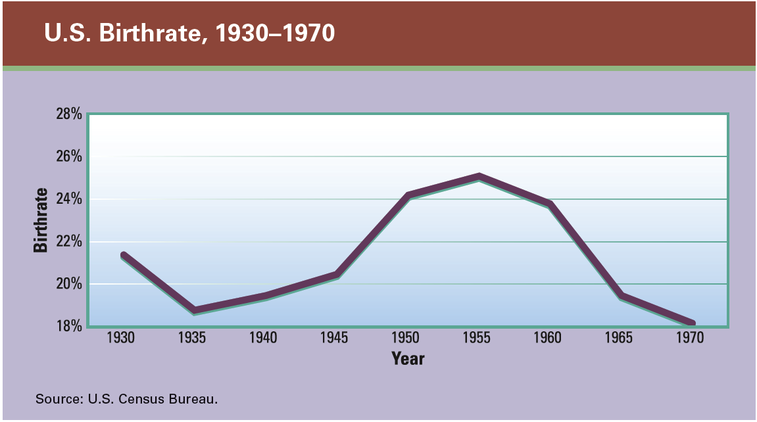 U.S. Birthrate, 1930–1970
28%
26%
24%
22%
20%
18%
Birthrate
1930 1935 1940 1945 1950 1955 1960 1965 1970
Year
Source: U.S. Census Bureau.